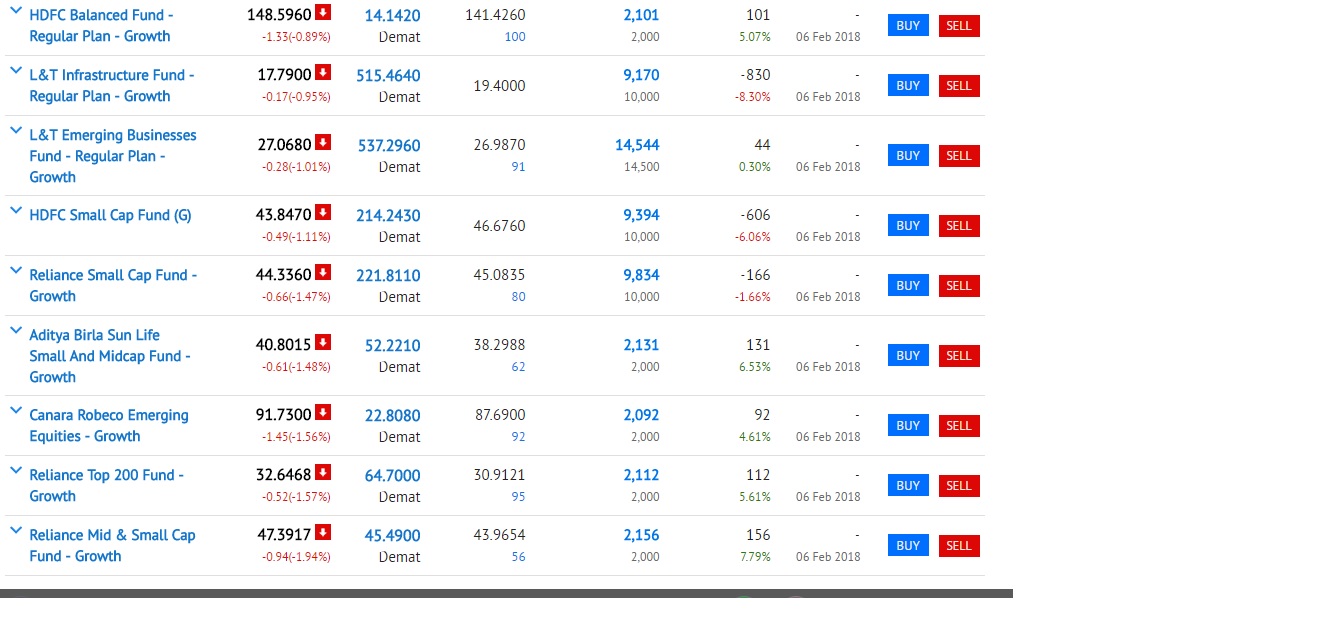 HDFC Balanced Fund - 148.5960 14.1420 141.4260 2,101 101 -
Regular Plan - Growth -1.33(-0.89%) Demat 100 2,000 5.07% 06 Feb 2018 BUY SELL
L&T Infrastructure Fund - 17.7900 515.4640 19.4000 9,170 -830 -
Regular Plan - Growth -0.17(-0.95%) Demat 10,000 -8.30% 06 Feb 2018 BUY SELL
L&T Emerging Businesses
Fund - Regular Plan - 27.0680 537.2960 26.9870 14,544 44 -
Growth -0.28(-1.01%) Demat 91 14,500 0.30% 06 Feb 2018 BUY SELL
HDFC Small Cap Fund (G) 43.8470 214.2430 46.6760 9,394 -606 -
-0.49(-1.11%) Demat 10,000 -6.06% 06 Feb 2018 BUY SELL
Reliance Small Cap Fund - 44.3360 221.8110 45.0835 9,834 -166 -
Growth -0.66(-1.47%) Demat 80 10,000 -1.66% 06 Feb 2018 BUY SELL
Aditya Birla Sun Life
Small And Midcap Fund - 40.8015 52.2210 38.2988 2,131 131 -
Growth -0.61(-1.48%) Demat 62 2,000 6.53% 06 Feb 2018 BUY SELL
Canara Robeco Emerging 91.7300 22.8080 87.6900 2,092 92 -
Equities - Growth -1.45(-1.56%) Demat 92 2,000 4.61% 06 Feb 2018 BUY SELL
Reliance Top 200 Fund - 32.6468 64.7000 30.9121 2,112 112 -
Growth -0.52(-1.57%) Demat 95 2,000 5.61% 06 Feb 2018 BUY SELL
Reliance Mid & Small Cap 47.3917 45.4900 43.9654 2,156 156 -
Fund - Growth -0.94(-1.94%) Demat 56 2,000 7.79% 06 Feb 2018 BUY SELL